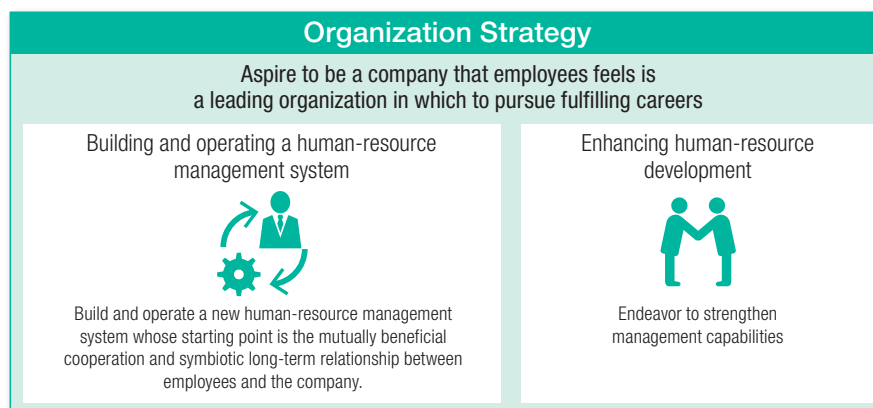 Organization Strategy
Aspire to be a company that employees feels is
a leading organization in which to pursue fulfilling careers
Building and operating a human-resource
management system
Build and operate a new human-resource management
system whose starting point is the mutually beneficial
cooperation and symbiotic long-term relationship between
employees and the company.
Enhancing human-resource
development
Endeavor to strengthen
management capabilities